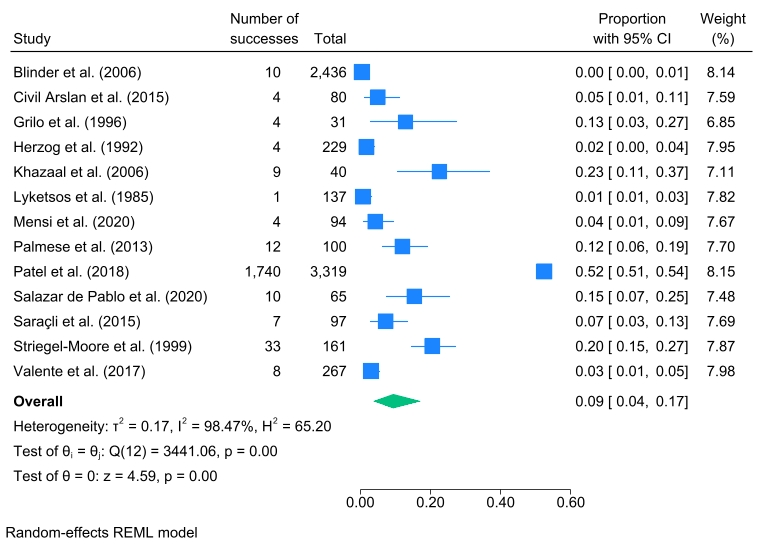 Number of Proportion Weight
Study successes Total with 95% CI (%)
Blinder et al. (2006) 10 2,436 0.00 [ 0.00, 0.01] 8.14
Civil Arslan et al. (2015) 4 80 0.05 [ 0.01, 0.11] 7.59
Grilo et al. (1996) 4 31 0.13 [ 0.03, 0.27] 6.85
Herzog et al. (1992) 4 229 0.02 [ 0.00, 0.04] 7.95
Khazaal et al. (2006) 9 40 0.23 [ 0.11, 0.37] 7.11
Lyketsos et al. (1985) 1 137 0.01 [ 0.01, 0.03] 7.82
Mensi et al. (2020) 4 94 0.04 [ 0.01, 0.09] 7.67
Palmese et al. (2013) 12 100 0.12 [ 0.06, 0.19] 7.70
Patel et al. (2018) 1,740 3,319 0.52 [ 0.51, 0.54] 8.15
Salazar de Pablo et al. (2020) 10 65 0.15 [ 0.07, 0.25] 7.48
Saraçli et al. (2015) 7 97 0.07 [ 0.03, 0.13] 7.69
Striegel-Moore et al. (1999) 33 161 0.20 [ 0.15, 0.27] 7.87
Valente et al. (2017) 8 267 0.03 [ 0.01, 0.05] 7.98
Overall 0.09 [ 0.04, 0.17]
Heterogeneity: τ² = 0.17, I² = 98.47%, H² = 65.20
Test of θᵢ = θⱼ: Q(12) = 3441.06, p = 0.00
Test of θ = 0: z = 4.59, p = 0.00
0.00 0.20 0.40 0.60
Random-effects REML model